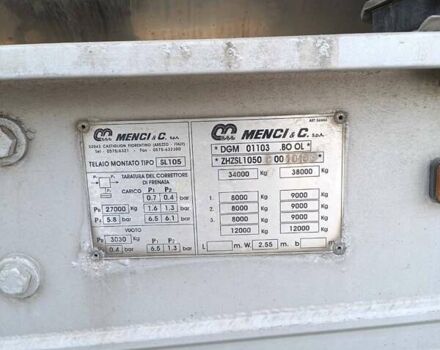 MENCI & C. s.p.a.
52043 CASTIGLION FIORENTINO (AREZZO - ITALY)
TELAIO MONTATO TIPO SL105
TARATURA DEL CORRETTORE
DI FRENATA
CARICO P1 P2
0.7 0.4 bar
P5 27000 Kg 1.6 1.3 bar
P4 5.8 bar 6.5 6.1 bar
VUOTO P1 P2
P5 3030 Kg
0.4 bar 6.5 1.3 bar
MENCI & C. s.p.a.
* DGM 01103 .80 OL *
* ZHZSL1050 00
34000 Kg 38000 Kg
1. 8000 Kg 9000 Kg
2. 8000 Kg 9000 Kg
3. 8000 Kg 9000 Kg
12000 Kg 12000 Kg
L m. W. 2.55 m. b m